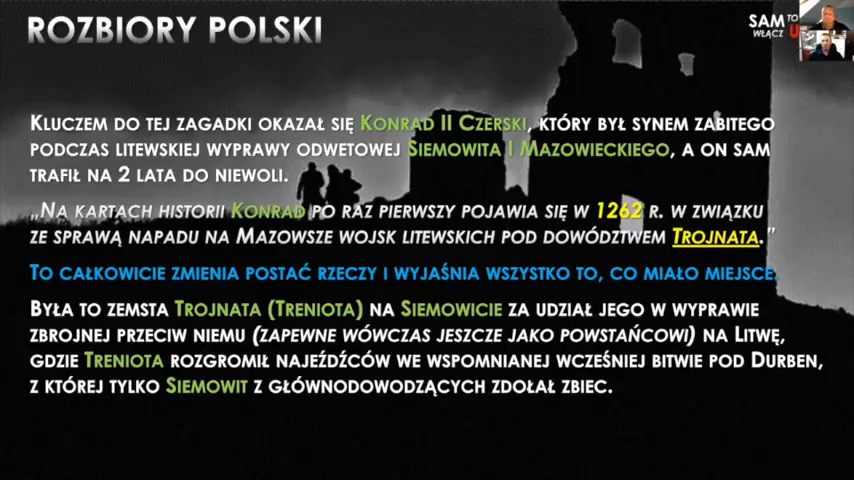 ROZBIORY POLSKI
SAM TO
WŁĄCZ U
KLUCZEM DO TEJ ZAGADKI OKAZAŁ SIĘ KONRAD II CZERSKI, KTÓRY BYŁ SYNEM ZABITEGO
PODCZAS LITEWSKIEJ WYPRAWY ODWETOWEJ SIEMOWITA I MAZOWIECKIEGO, A ON SAM
TRAFIŁ NA 2 LATA DO NIEWOLI.
„NA KARTACH HISTORII KONRAD PO RAZ PIERWSZY POJAWIA SIĘ W 1262 R. W ZWIĄZKU
ZE SPRAWĄ NAPADU NA MAZOWSZE WOJSK LITEWSKICH POD DOWÓDZTWEM TROJNATA.”
TO CAŁKOWICIE ZMIENIA POSTAĆ RZECZY I WYJAŚNIA WSZYSTKO TO, CO MIAŁO MIEJSCE.
BYŁA TO ZEMSTA TROJNATA (TRENIOTA) NA SIEMOWICIE ZA UDZIAŁ JEGO W WYPRAWIE
ZBROJNEJ PRZECIW NIEMU (ZAPEWNE WÓWCZAS JESZCZE JAKO POWSTAŃCOWI) NA LITWĘ,
GDZIE TRENIOTA ROZGROMIŁ NAJEŹDŹCÓW WE WSPOMNIANEJ WCZEŚNIEJ BITWIE POD DURBEN,
Z KTÓREJ TYLKO SIEMOWIT Z GŁÓWNODOWODZĄCYCH ZDOŁAŁ ZBIEC.